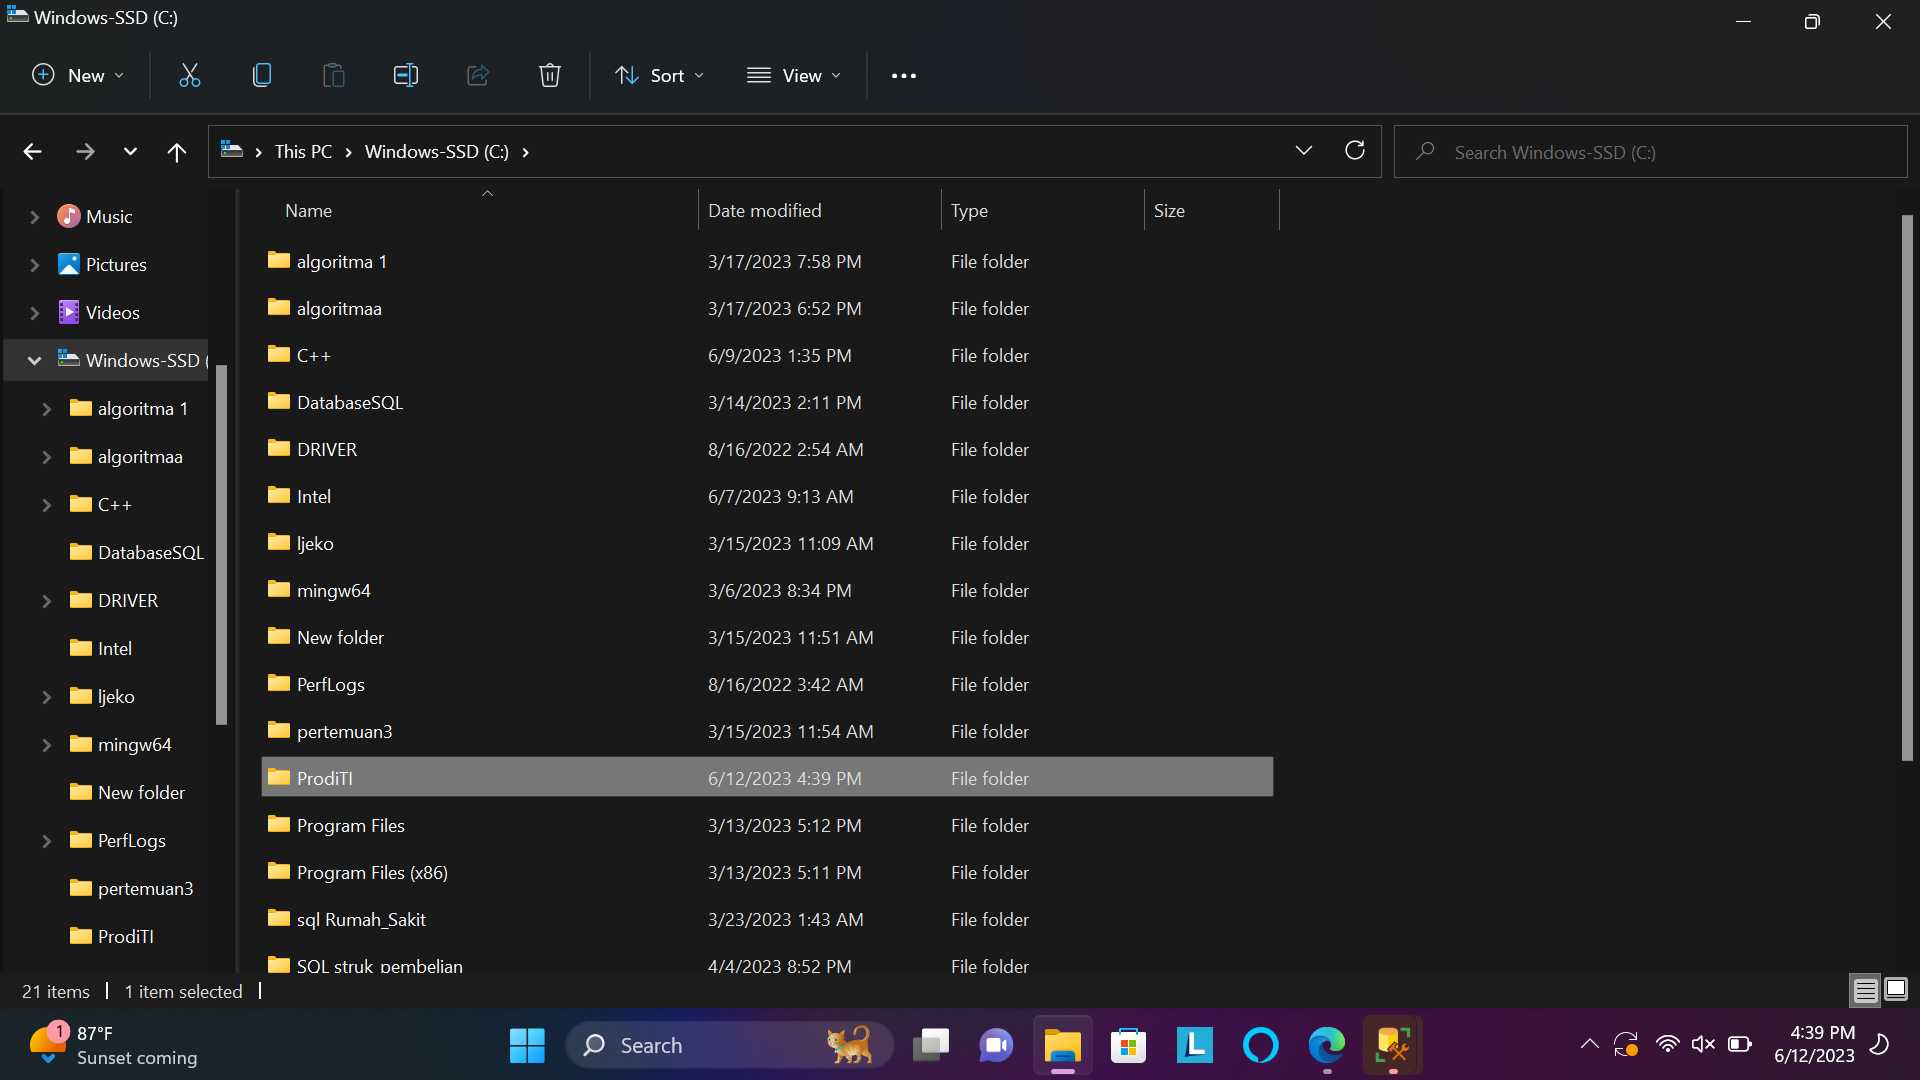 Windows-SSD (C:)
New
Sort
View
This PC
Windows-SSD (C:)
Search Windows-SSD (C:)
Music
Pictures
Videos
Windows-SSD (
algoritma 1
algoritmaa
C++
DatabaseSQL
DRIVER
Intel
ljeko
mingw64
New folder
PerfLogs
pertemuan3
ProdiTI
Name Date modified Type Size
algoritma 1 3/17/2023 7:58 PM File folder
algoritmaa 3/17/2023 6:52 PM File folder
C++ 6/9/2023 1:35 PM File folder
DatabaseSQL 3/14/2023 2:11 PM File folder
DRIVER 8/16/2022 2:54 AM File folder
Intel 6/7/2023 9:13 AM File folder
ljeko 3/15/2023 11:09 AM File folder
mingw64 3/6/2023 8:34 PM File folder
New folder 3/15/2023 11:51 AM File folder
PerfLogs 8/16/2022 3:42 AM File folder
pertemuan3 3/15/2023 11:54 AM File folder
ProdiTI 6/12/2023 4:39 PM File folder
Program Files 3/13/2023 5:12 PM File folder
Program Files (x86) 3/13/2023 5:11 PM File folder
sql Rumah_Sakit 3/23/2023 1:43 AM File folder
SQL struk pembelian 4/4/2023 8:52 PM File folder
21 items 1 item selected
1
87°F
Sunset coming
Search
L
4:39 PM
6/12/2023